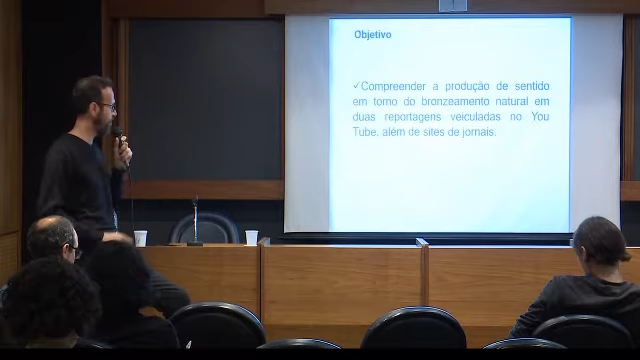 Objetivo
✓Compreender a produção de sentido
em torno do bronzeamento natural em
duas reportagens veiculadas no You
Tube, além de sites de jornais.